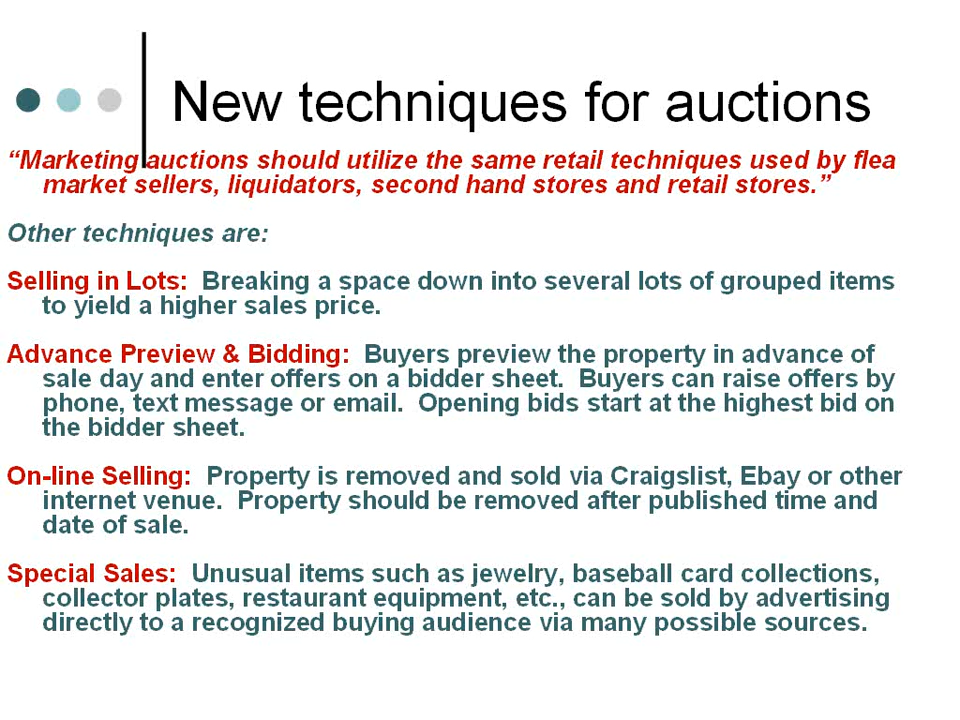 New techniques for auctions
“Marketing auctions should utilize the same retail techniques used by flea
market sellers, liquidators, second hand stores and retail stores.”
Other techniques are:
Selling in Lots:  Breaking a space down into several lots of grouped items
to yield a higher sales price.
Advance Preview & Bidding:  Buyers preview the property in advance of
sale day and enter offers on a bidder sheet.  Buyers can raise offers by
phone, text message or email.  Opening bids start at the highest bid on
the bidder sheet.
On-line Selling:  Property is removed and sold via Craigslist, Ebay or other
internet venue.  Property should be removed after published time and
date of sale.
Special Sales:  Unusual items such as jewelry, baseball card collections,
collector plates, restaurant equipment, etc., can be sold by advertising
directly to a recognized buying audience via many possible sources.